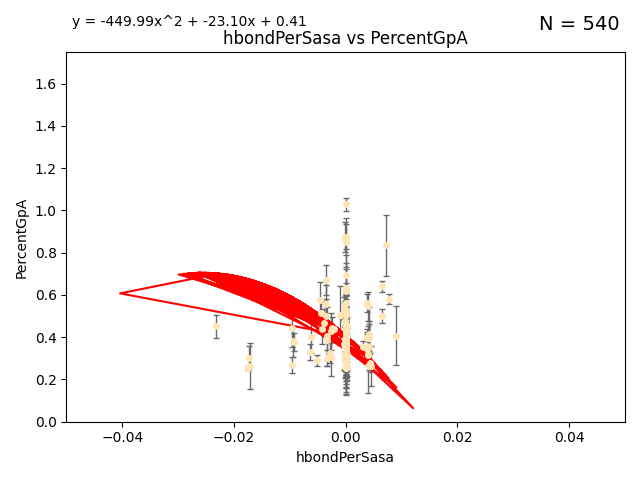 y = -449.99x^2 + -23.10x + 0.41
N = 540
hbondPerSasa vs PercentGpA
1.6
1.4
1.2
1.0
0.8
0.6
0.4
0.2
0.0
PercentGpA
−0.04
−0.02
0.00
0.02
0.04
hbondPerSasa